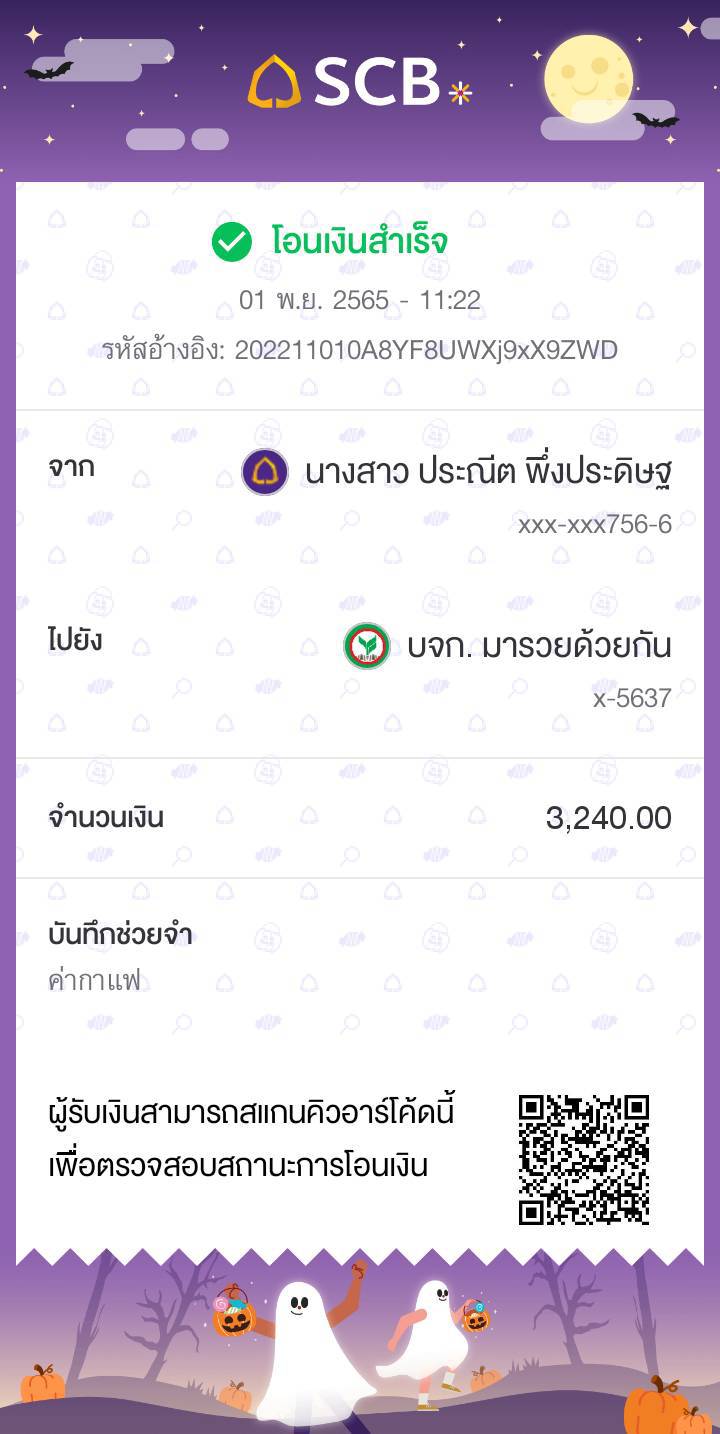 SCB
โอนเงินสำเร็จ
01 พ.ย. 2565 - 11:22
รหัสอ้างอิง: 202211010A8YF8UWXj9xX9ZWD
จาก
นางสาว ประณีต พึ่งประดิษฐ
xxx-xxx756-6
ไปยัง
บจก. มารวยด้วยกัน
x-5637
จำนวนเงิน 3,240.00
บันทึกช่วยจำ
ค่ากาแฟ
ผู้รับเงินสามารถสแกนคิวอาร์โค้ดนี้
เพื่อตรวจสอบสถานะการโอนเงิน